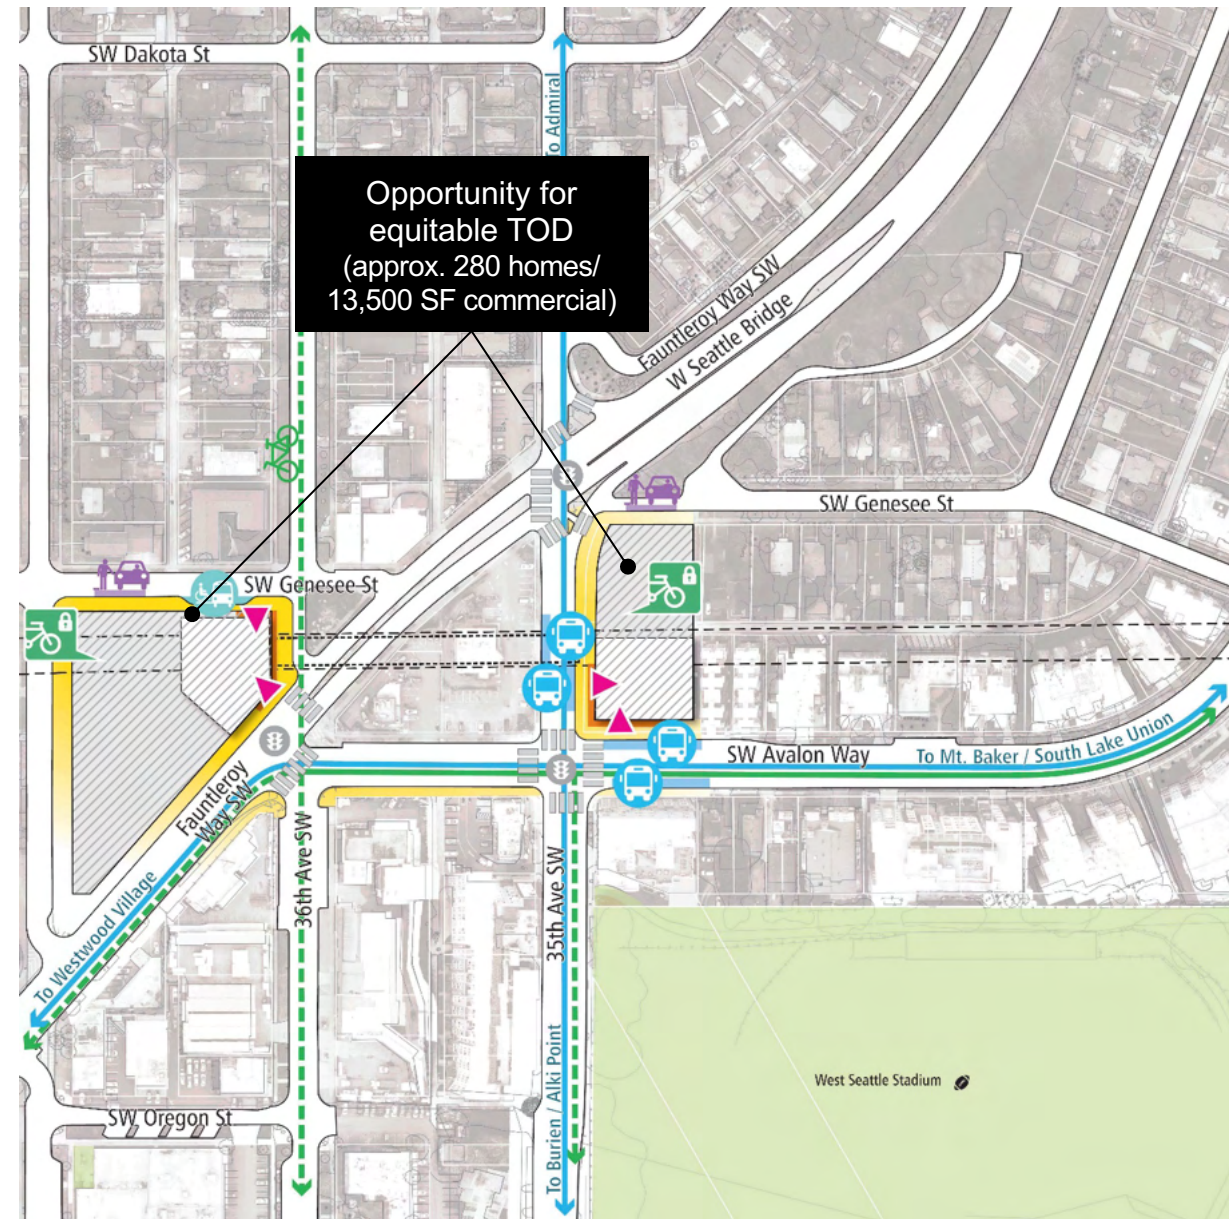 SW Dakota St
To Admiral
Opportunity for
equitable TOD
(approx. 280 homes/
13,500 SF commercial)
Fauntleroy Way SW
W Seattle Bridge
SW Genesee St
SW Genesee St
SW Avalon Way
To Mt. Baker / South Lake Union
Fauntleroy
Way SW
36th Ave SW
35th Ave SW
To Westwood Village
To Burien / Alki Point
West Seattle Stadium
SW Oregon St